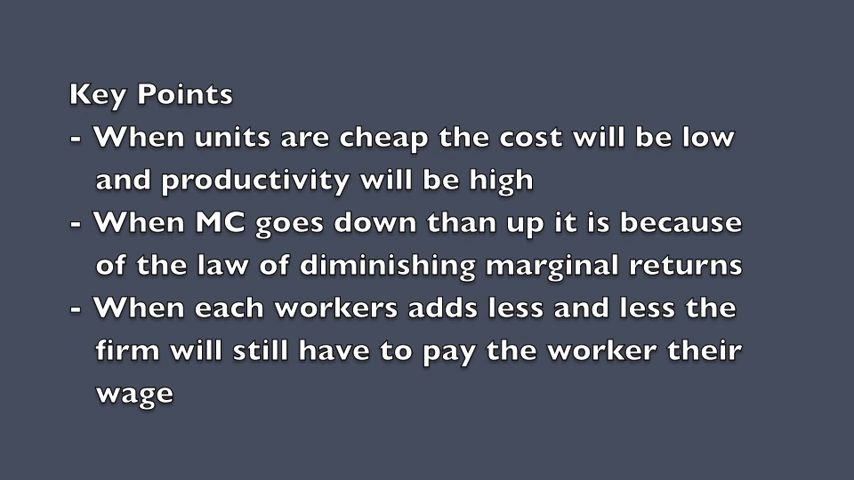 Key Points
- When units are cheap the cost will be low
and productivity will be high
- When MC goes down than up it is because
of the law of diminishing marginal returns
- When each workers adds less and less the
firm will still have to pay the worker their
wage